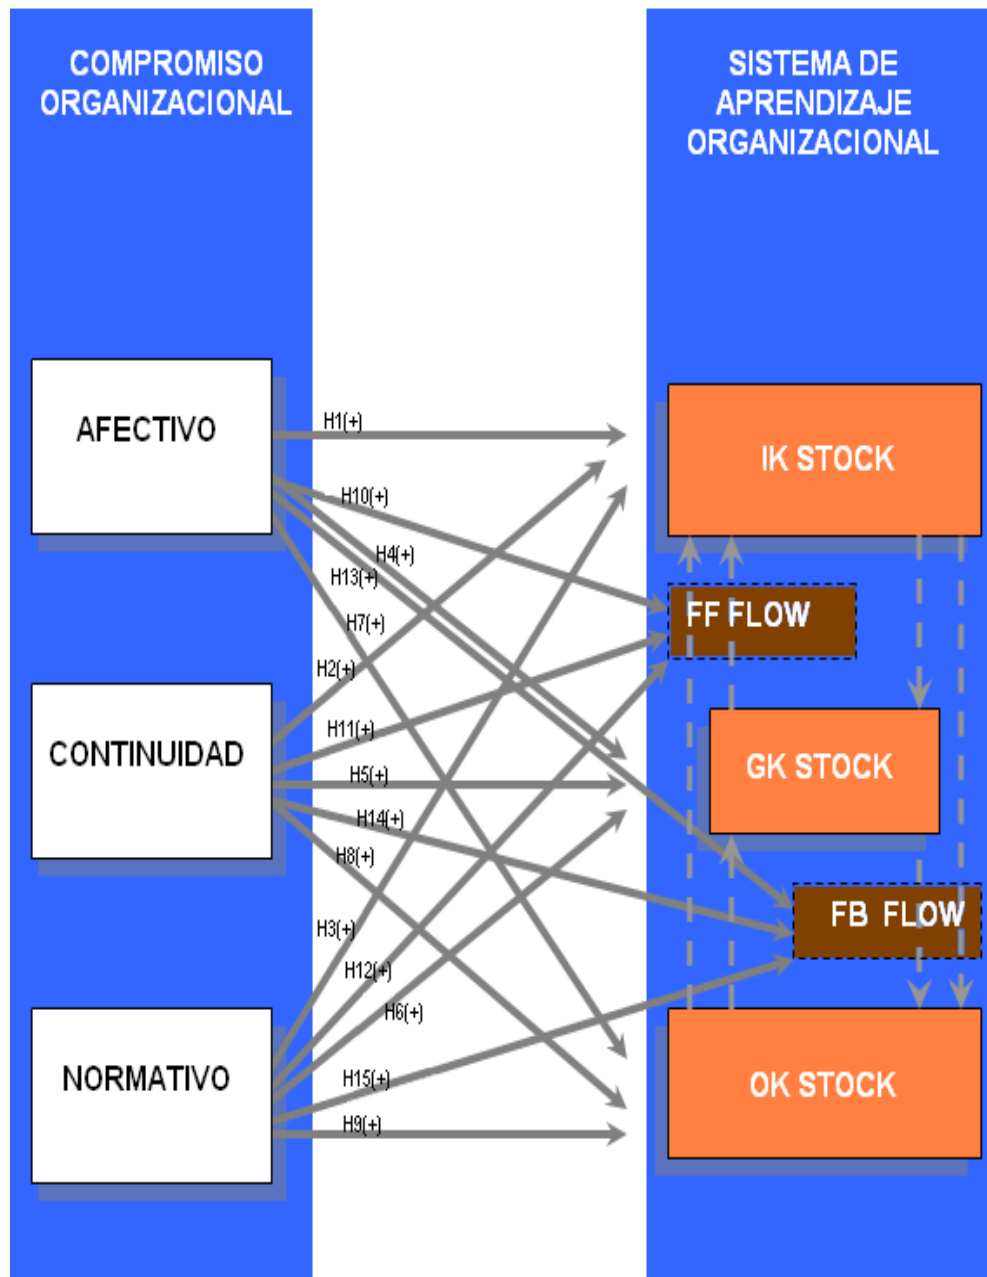 COMPROMISO
ORGANIZACIONAL
SISTEMA DE
APRENDIZAJE
ORGANIZACIONAL
AFECTIVO
CONTINUIDAD
NORMATIVO
H1(+)
H10(+)
H4(+)
H13(+)
H7(+)
H2(+)
H11(+)
H5(+)
H14(+)
H8(+)
H3(+)
H12(+)
H6(+)
H15(+)
H9(+)
IK STOCK
FF FLOW
GK STOCK
FB FLOW
OK STOCK